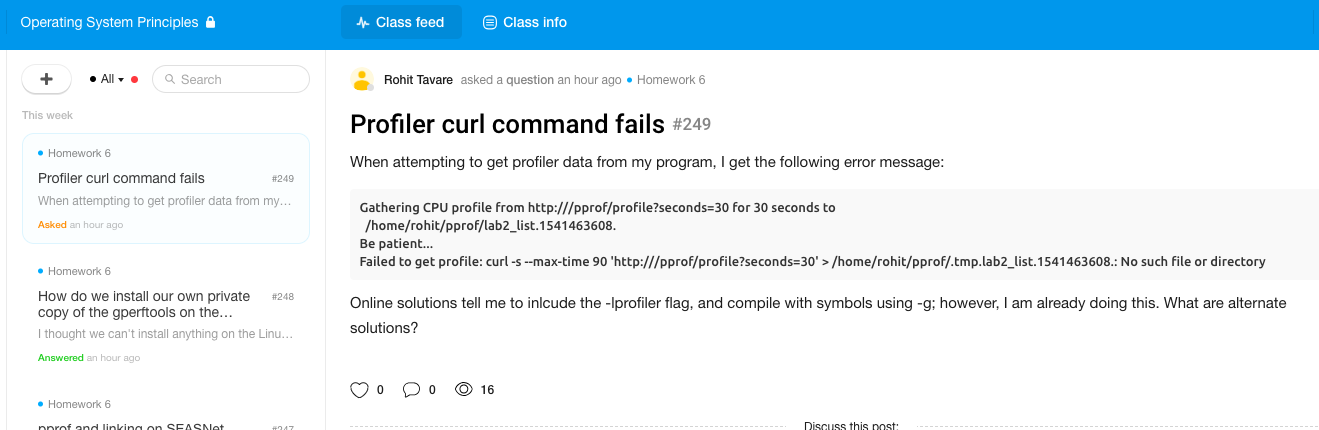 Operating System Principles
Class feed
Class info
All
Search
This week
Homework 6
Profiler curl command fails #249
When attempting to get profiler data from my...
Asked an hour ago
Homework 6
How do we install our own private #248
copy of the gperftools on the...
I thought we can't install anything on the Linu...
Answered an hour ago
Homework 6
pprof and linking on SEASNet #247
Rohit Tavare asked a question an hour ago Homework 6
Profiler curl command fails #249
When attempting to get profiler data from my program, I get the following error message:
Gathering CPU profile from http:///pprof/profile?seconds=30 for 30 seconds to
/home/rohit/pprof/lab2_list.1541463608.
Be patient...
Failed to get profile: curl -s --max-time 90 'http:///pprof/profile?seconds=30' > /home/rohit/pprof/.tmp.lab2_list.1541463608.: No such file or directory
Online solutions tell me to inlcude the -lprofiler flag, and compile with symbols using -g; however, I am already doing this. What are alternate
solutions?
0 0 16
Discuss this post: